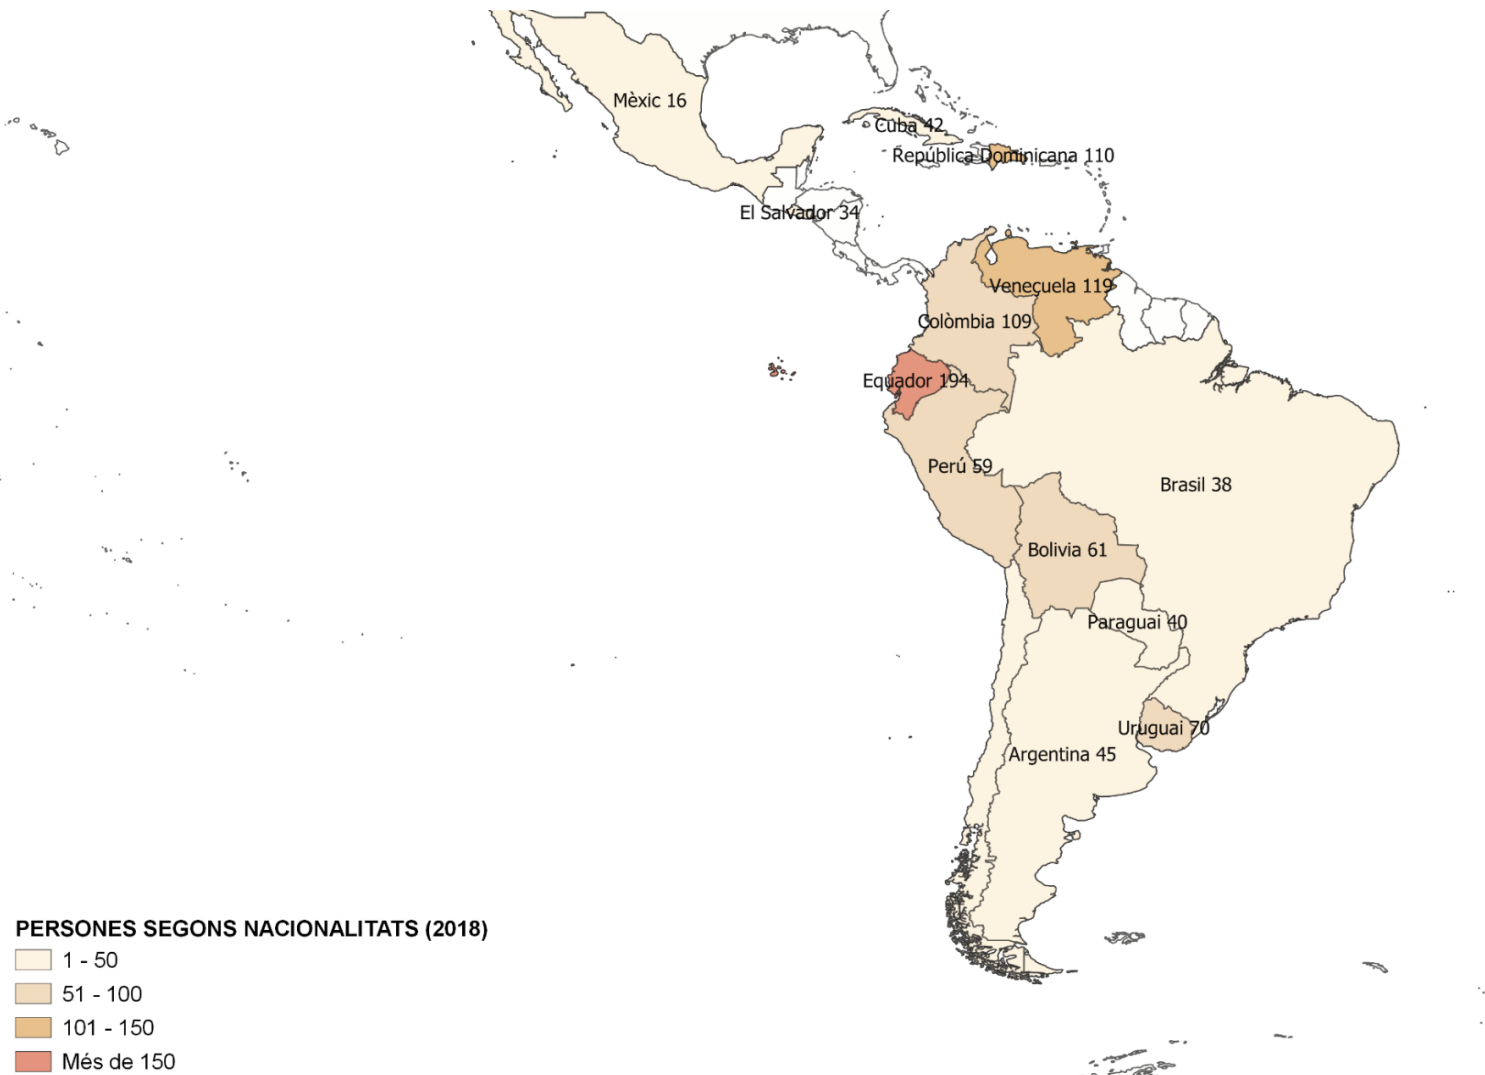 Mèxic 16
Cuba 42
República Dominicana 110
El Salvador 34
Veneçuela 119
Colòmbia 109
Equador 194
Perú 59
Brasil 38
Bolivia 61
Paraguai 40
Uruguai 70
Argentina 45
PERSONES SEGONS NACIONALITATS (2018)
1 - 50
51 - 100
101 - 150
Més de 150